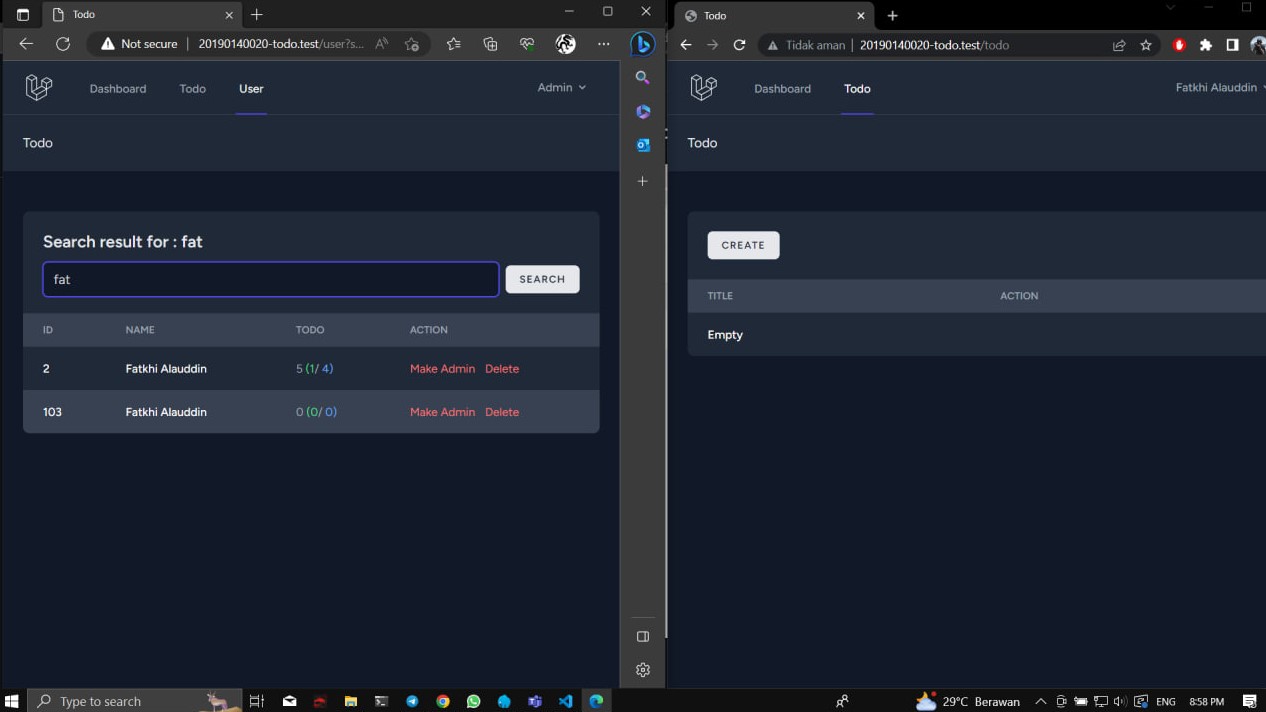 Todo
Not secure
20190140020-todo.test/user?s...
Dashboard
Todo
User
Admin
Todo
Search result for : fat
fat
SEARCH
ID NAME TODO ACTION
2 Fatkhi Alauddin 5 (1/ 4) Make Admin Delete
103 Fatkhi Alauddin 0 (0/ 0) Make Admin Delete
Todo
Tidak aman
20190140020-todo.test/todo
Dashboard
Todo
Fatkhi Alauddin
Todo
CREATE
TITLE ACTION
Empty
Type to search
29°C Berawan
ENG
8:58 PM